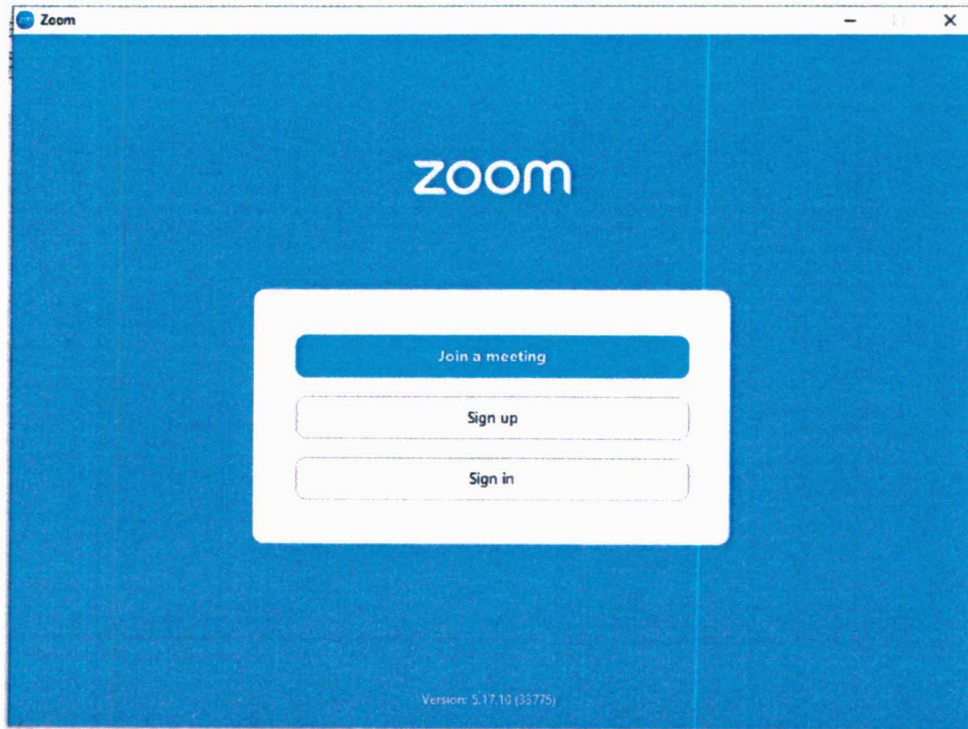 Zoom
zoom
Join a meeting
Sign up
Sign in
Version: 5.17.10 (33775)